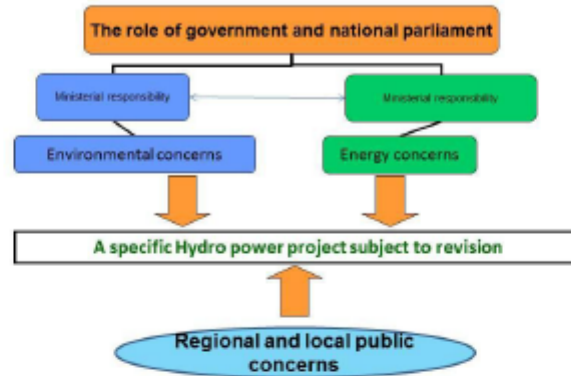 The role of government and national parliament
Ministerial responsibility
Ministerial responsibility
Environmental concerns
Energy concerns
A specific Hydro power project subject to revision
Regional and local public
concerns